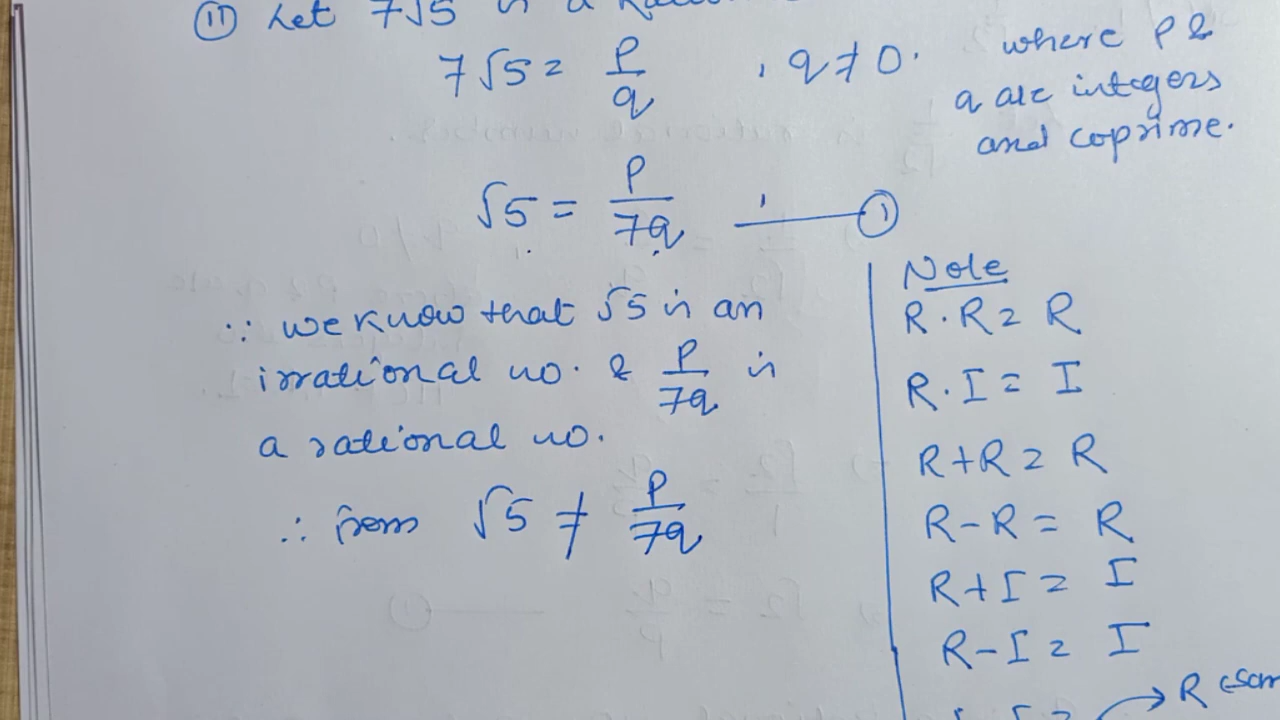 (ii) Let 7√5 is a
7√5 = P/q , q ≠ 0. where P &
q are integers
and coprime.
√5 = P/7q , —— (1)
∵ we know that √5 is an
irrational no. & P/7q is
a rational no.
∴ from √5 ≠ P/7q
Note
R·R = R
R·I = I
R+R = R
R-R = R
R+I = I
R-I = I
R